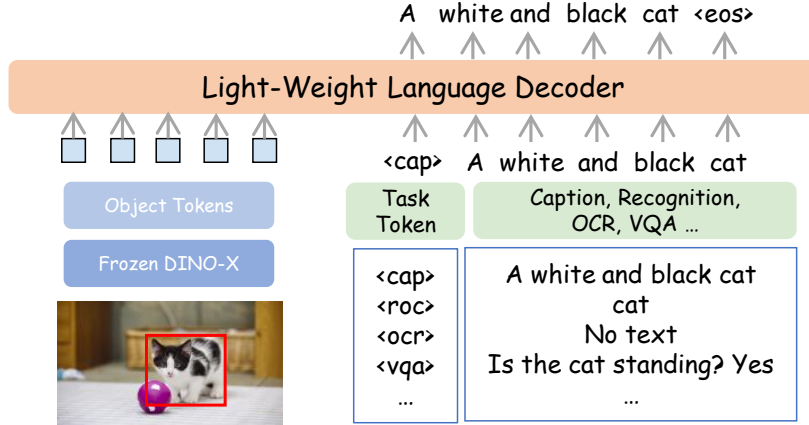 A white and black cat <eos>
Light-Weight Language Decoder
<cap> A white and black cat
Object Tokens
Frozen DINO-X
Task
Token
Caption, Recognition,
OCR, VQA ...
<cap>
<roc>
<ocr>
<vqa>
...
A white and black cat
cat
No text
Is the cat standing? Yes
...